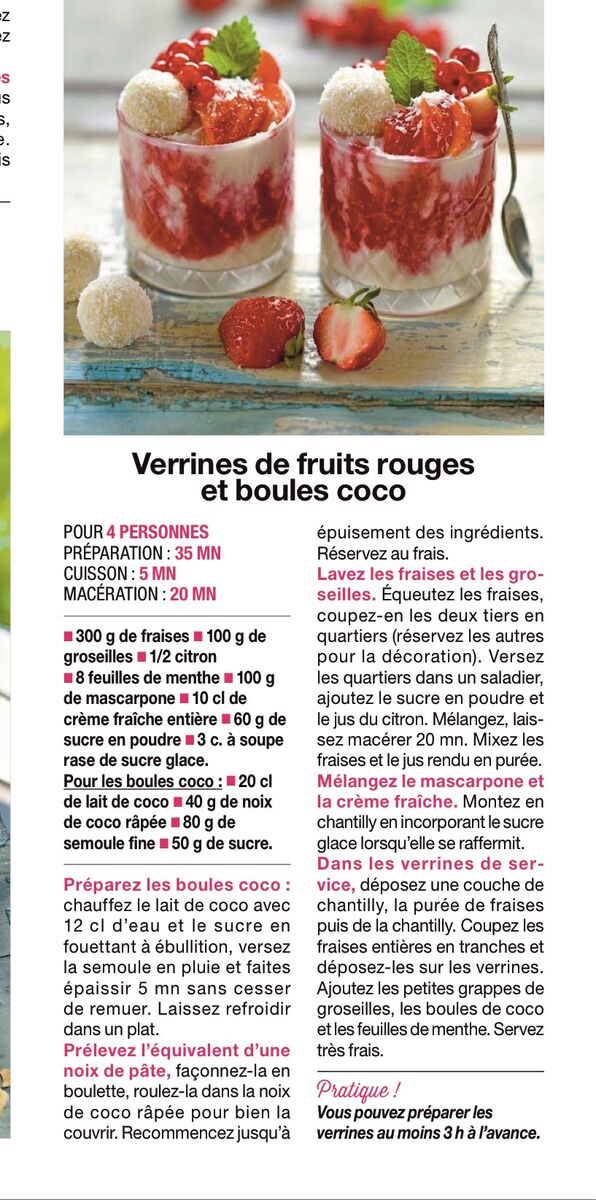 ez
ez
es
us
s,
e.
is
Verrines de fruits rouges
et boules coco
POUR 4 PERSONNES
PRÉPARATION : 35 MN
CUISSON : 5 MN
MACÉRATION : 20 MN
■ 300 g de fraises ■ 100 g de
groseilles ■ 1/2 citron
■ 8 feuilles de menthe ■ 100 g
de mascarpone ■ 10 cl de
crème fraîche entière ■ 60 g de
sucre en poudre ■ 3 c. à soupe
rase de sucre glace.
Pour les boules coco : ■ 20 cl
de lait de coco ■ 40 g de noix
de coco râpée ■ 80 g de
semoule fine ■ 50 g de sucre.
Préparez les boules coco :
chauffez le lait de coco avec
12 cl d’eau et le sucre en
fouettant à ébullition, versez
la semoule en pluie et faites
épaissir 5 mn sans cesser
de remuer. Laissez refroidir
dans un plat.
Prélevez l’équivalent d’une
noix de pâte, façonnez-la en
boulette, roulez-la dans la noix
de coco râpée pour bien la
couvrir. Recommencez jusqu’à
épuisement des ingrédients.
Réservez au frais.
Lavez les fraises et les gro-
seilles. Équeutez les fraises,
coupez-en les deux tiers en
quartiers (réservez les autres
pour la décoration). Versez
les quartiers dans un saladier,
ajoutez le sucre en poudre et
le jus du citron. Mélangez, lais-
sez macérer 20 mn. Mixez les
fraises et le jus rendu en purée.
Mélangez le mascarpone et
la crème fraîche. Montez en
chantilly en incorporant le sucre
glace lorsqu’elle se raffermit.
Dans les verrines de ser-
vice, déposez une couche de
chantilly, la purée de fraises
puis de la chantilly. Coupez les
fraises entières en tranches et
déposez-les sur les verrines.
Ajoutez les petites grappes de
groseilles, les boules de coco
et les feuilles de menthe. Servez
très frais.
Pratique !
Vous pouvez préparer les
verrines au moins 3 h à l’avance.